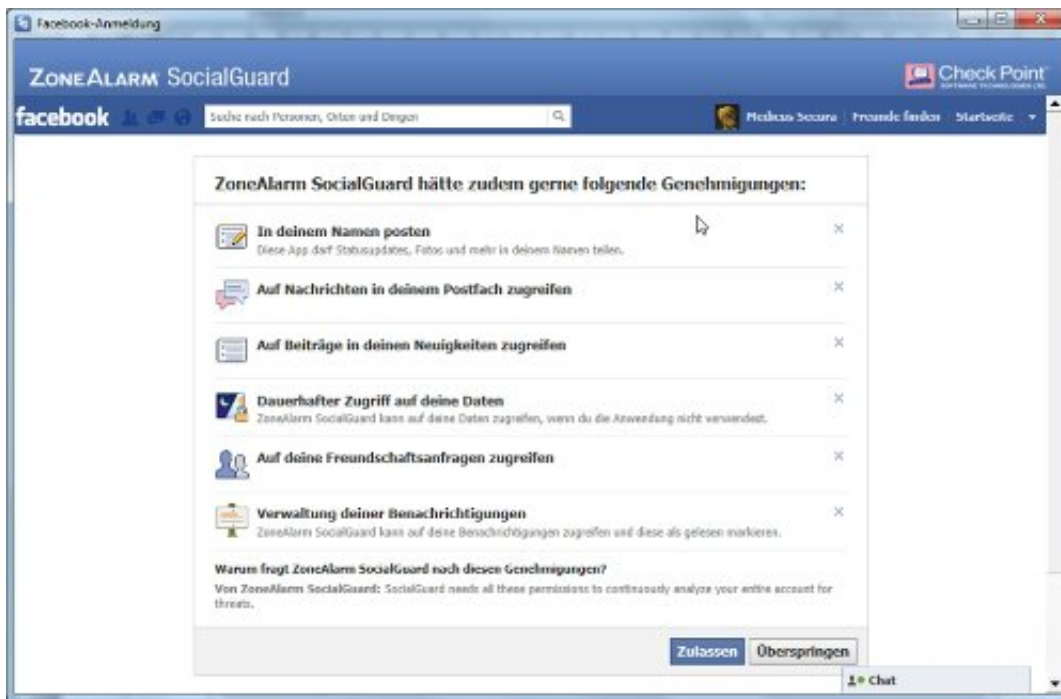 Facebook-Anmeldung
ZONEALARM SocialGuard
Check Point
SOFTWARE TECHNOLOGIES LTD.
facebook
Suche nach Personen, Orten und Dingen
Medicus Secura Freunde finden Startseite
ZoneAlarm SocialGuard hätte zudem gerne folgende Genehmigungen:
In deinem Namen posten
Diese App darf Statusupdates, Fotos und mehr in deinem Namen teilen.
Auf Nachrichten in deinem Postfach zugreifen
Auf Beiträge in deinen Neuigkeiten zugreifen
Dauerhafter Zugriff auf deine Daten
ZoneAlarm SocialGuard kann auf deine Daten zugreifen, wenn du die Anwendung nicht verwendest.
Auf deine Freundschaftsanfragen zugreifen
Verwaltung deiner Benachrichtigungen
ZoneAlarm SocialGuard kann auf deine Benachrichtigungen zugreifen und diese als gelesen markieren.
Warum fragt ZoneAlarm SocialGuard nach diesen Genehmigungen?
Von ZoneAlarm SocialGuard: SocialGuard needs all these permissions to continuously analyze your entire account for
threats.
Zulassen Überspringen
Chat